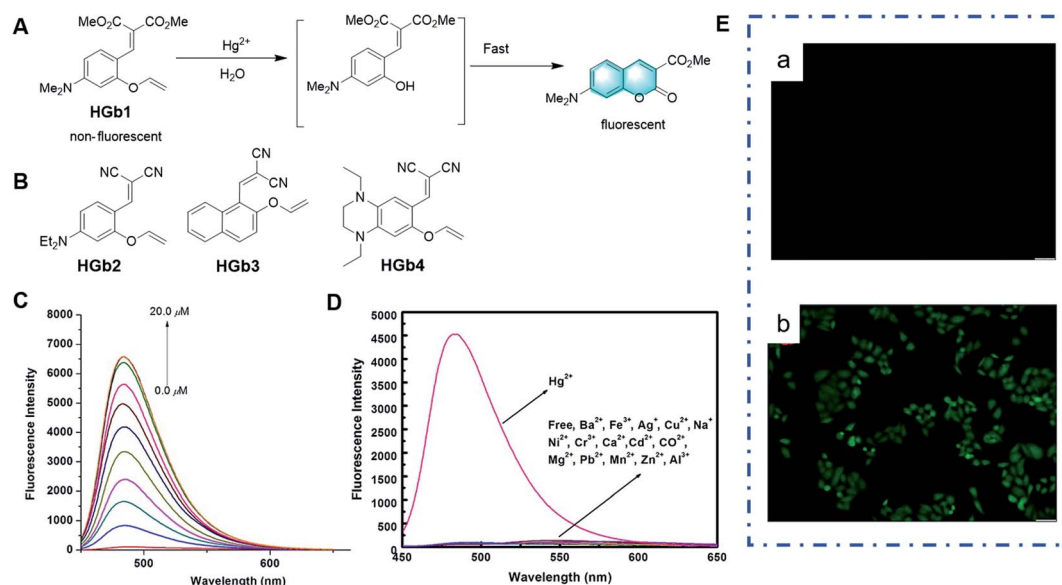 A
MeO₂C CO₂Me
Me₂N
O
HGb1
non-fluorescent
Hg²⁺
H₂O
MeO₂C CO₂Me
Me₂N
OH
Fast
CO₂Me
Me₂N
O
O
fluorescent
B
CN
CN
Et₂N
O
HGb2
CN
CN
O
HGb3
CN
CN
N
N
O
HGb4
C
Fluorescence Intensity
8000
7000
6000
5000
4000
3000
2000
1000
0
20.0 μM
0.0 μM
500
600
Wavelength (nm)
D
Fluorescence Intensity
5000
4500
4000
3500
3000
2500
2000
1500
1000
500
0
Hg²⁺
Free, Ba²⁺, Fe³⁺, Ag⁺, Cu²⁺, Na⁺
Ni²⁺, Cr³⁺, Ca²⁺,Cd²⁺, CO²⁺,
Mg²⁺, Pb²⁺, Mn²⁺, Zn²⁺, Al³⁺
450
500
550
600
650
Wavelength (nm)
E
a
b